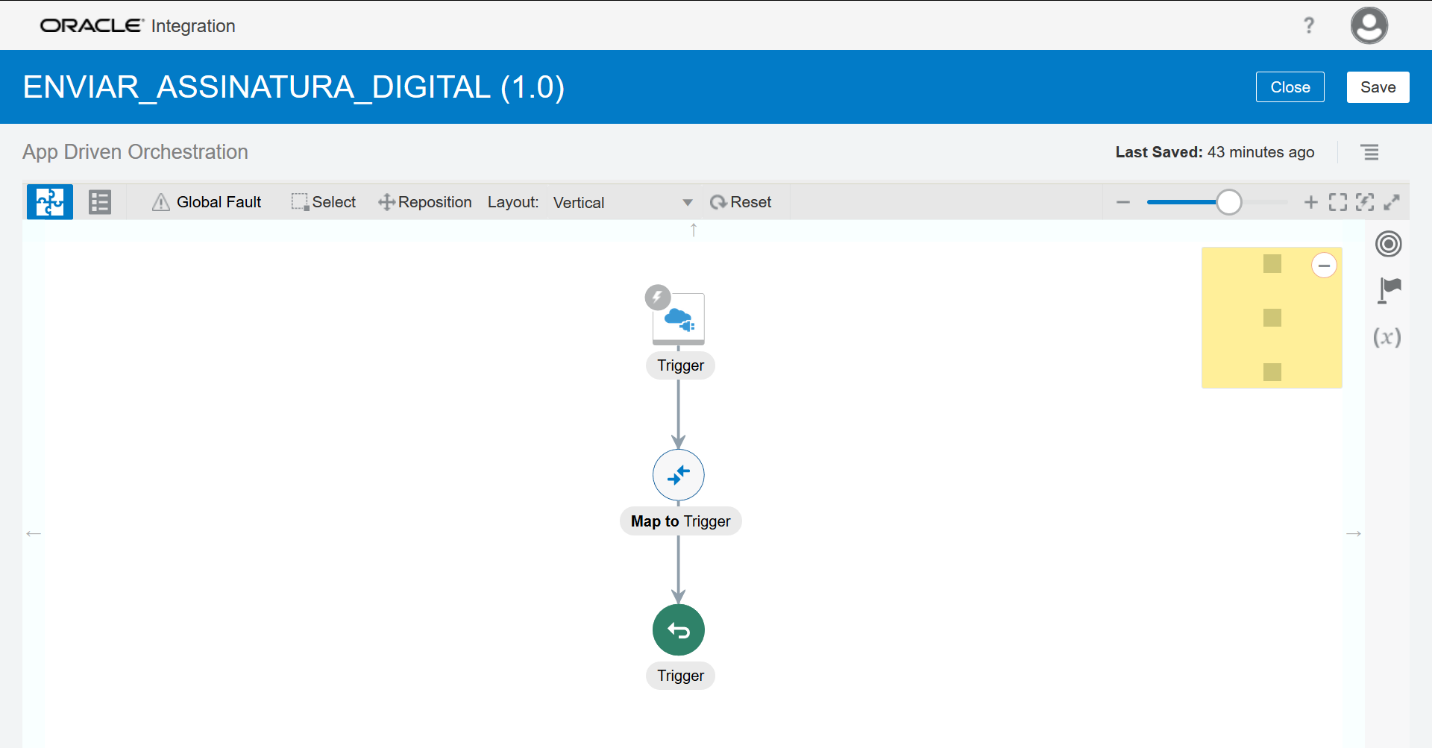 ORACLE Integration
?
ENVIAR_ASSINATURA_DIGITAL (1.0)
Close
Save
App Driven Orchestration
Last Saved: 43 minutes ago
Global Fault
Select
Reposition
Layout:
Vertical
Reset
(x)
Trigger
Map to Trigger
Trigger